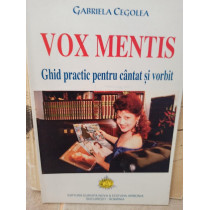 GABRIELA CEGOLEA
VOX MENTIS
Ghid practic pentru cântat și vorbit